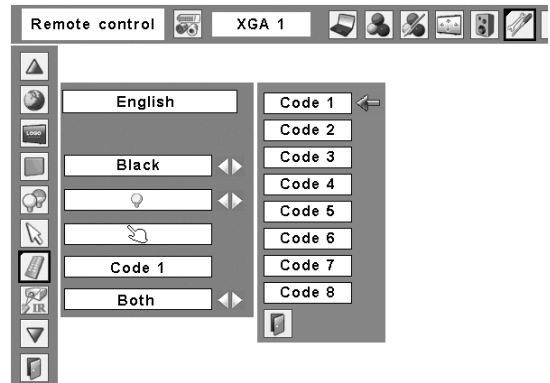 Remote control
XGA 1
LOGO
IR
English
Black
Code 1
Both
Code 1
Code 2
Code 3
Code 4
Code 5
Code 6
Code 7
Code 8